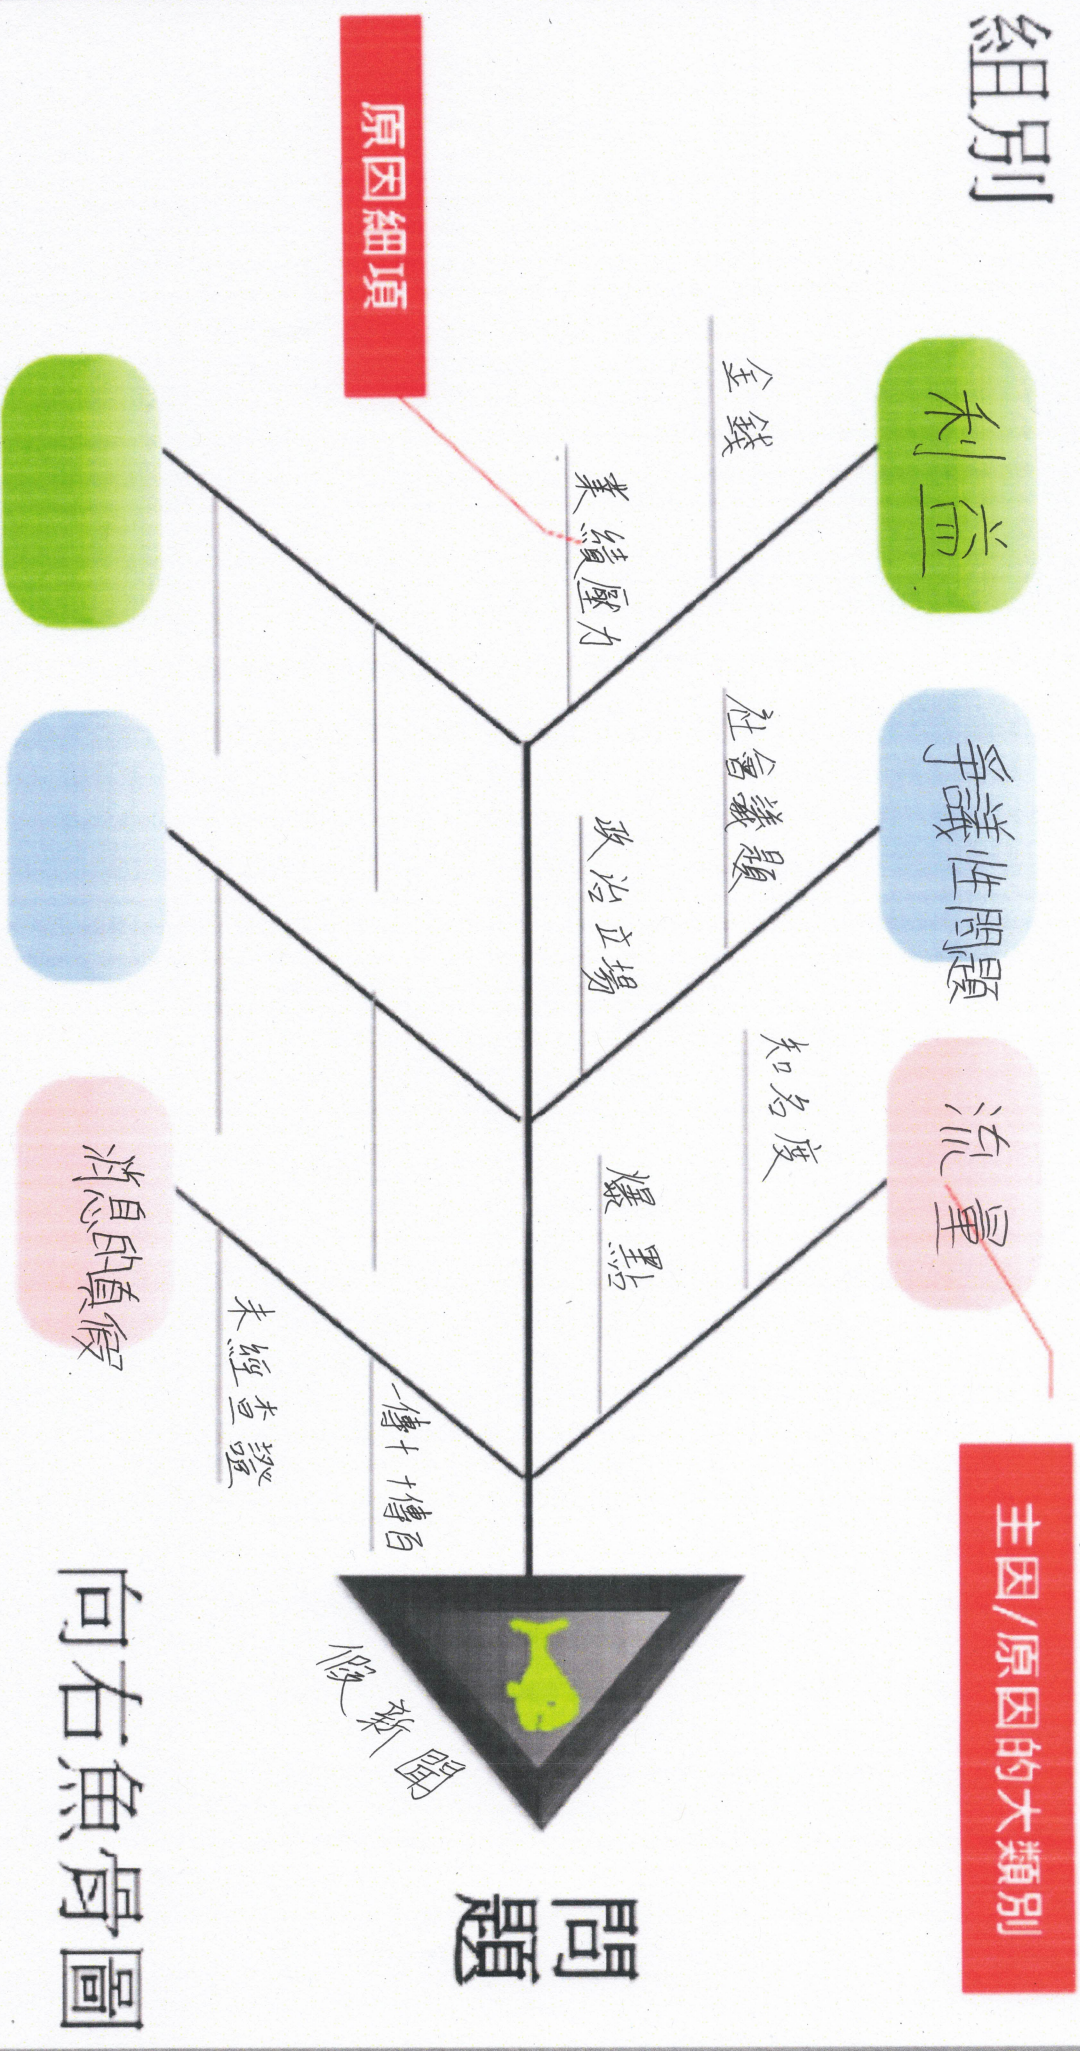 組別
主因/原因的大類別
利益
爭議性問題
流量
金錢
社會議題
知名度
業績壓力
政治立場
爆點
原因細項
問題
假新聞
一傳十十傳百
未經查證
消息的真假
向右魚骨圖